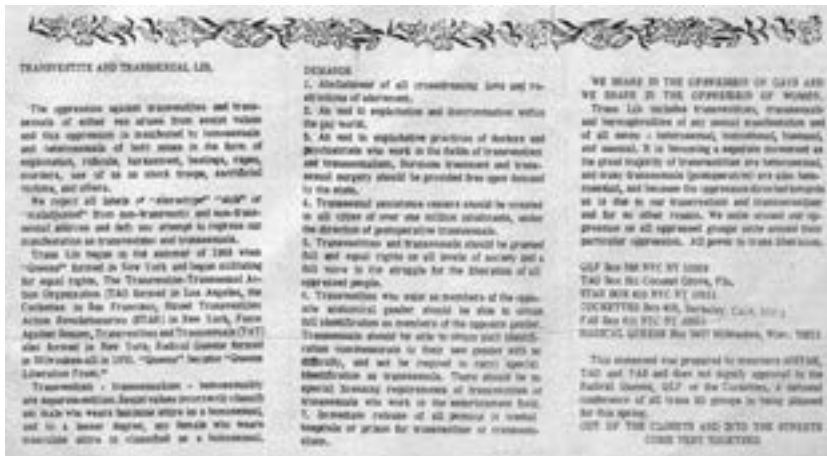 TRANSVESTITE AND TRANSSEXUAL LIB.
The oppression against transvestites and trans-
sexuals of either sex arises from sexist values
and this oppression is manifested by homosexuals
and heterosexuals of both sexes in the form of
exploitation, ridicule, harassment, beatings, rapes,
murders, use of us as shock troops, sacrificial
victims, and others.
We reject all labels of "stereotype" "sick" or
"maladjusted" from non-transvestic and non-trans-
sexual sources and defy any attempt to repress our
manifestation as transvestites and transsexuals.
Trans Lib began in the summer of 1969 when
"Queens" formed in New York and began militating
for equal rights. The Transvestite-Transsexual Ac-
tion Organization (TAO) formed in Los Angeles, the
Cockettes in San Francisco, Street Transvestites
Action Revolutionaries (STAR) in New York, Fems
Against Sexism, Transvestites and Transsexuals (TAT)
also formed in New York, Radical Queens formed
in Milwaukee-all in 1970. "Queens" became "Queens
Liberation Front."
Transvestism - transsexualism - homosexuality
are separate entities. Sexist values incorrectly classify
any male who wears feminine attire as a homosexual,
and to a lesser degree, any female who wears
masculine attire is classified as a homosexual.
DEMANDS
1. Abolishment of all crossdressing laws and re-
strictions of adornment.
2. An end to exploitation and discrimination within
the gay world.
3. An end to exploitative practices of doctors and
psychiatrists who work in the fields of transvestism
and transsexualism. Hormone treatment and trans-
sexual surgery should be provided free upon demand
by the state.
4. Transsexual assistance centers should be created
in all cities of over one million inhabitants, under
the direction of postoperative transsexuals.
5. Transvestites and transsexuals should be granted
full and equal rights on all levels of society and a
full voice in the struggle for the liberation of all
oppressed people.
6. Transvestites who exist as members of the oppo-
site anatomical gender should be able to obtain
full identification as members of the opposite gender.
Transsexuals should be able to obtain such identifi-
cation commensurate to their new gender with no
difficulty, and not be required to carry special
identification as transsexuals. There should be no
special licensing requirements of transvestites or
transsexuals who work in the entertainment field.
7. Immediate release of all persons in mental
hospitals or prison for transvestism or transsexu-
alism.
WE SHARE IN THE OPPRESSION OF GAYS AND
WE SHARE IN THE OPPRESSION OF WOMEN.
Trans Lib includes transvestites, transsexuals
and hermaphrodites of any sexual manifestation and
of all sexes - heterosexual, homosexual, bisexual,
and asexual. It is becoming a separate movement as
the great majority of transvestites are heterosexual,
and many transsexuals (postoperative) are also hete-
rosexual, and because the oppression directed towards
us is due to our transvestism and transsexualism
and for no other reason. We unite around our op-
pression as all oppressed groups unite around their
particular oppression. All power to trans liberation.
QLF Box NYC NY
TAO Box Coconut Grove, Fla.
STAR BOX NYC NY
COCKETTES Box Berkeley, Calif.
FAS Box NYC NY
RADICAL QUEENS Box Milwaukee, Wisc.
This statement was prepared by members of STAR,
TAO and FAS and does not signify approval by the
Radical Queens, QLF or the Cockettes. A national
conference of all trans lib groups is being planned
for this spring.
OUT OF THE CLOSETS AND INTO THE STREETS
COME TOGETHER